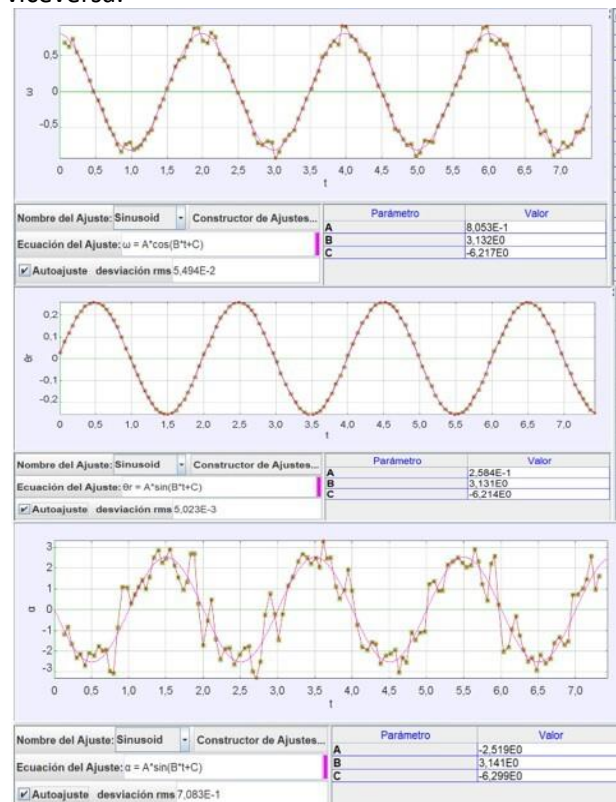 viceversa.
0,5
0
-0,5
ω
0 0,5 1,0 1,5 2,0 2,5 3,0 3,5 4,0 4,5 5,0 5,5 6,0 6,5 7,0
t
Nombre del Ajuste: Sinusoid Constructor de Ajustes...
Ecuación del Ajuste: ω = A*cos(B*t+C)
Autoajuste desviación rms 5,494E-2
Parámetro Valor
A 8,053E-1
B 3,132E0
C -6,217E0
0,2
0,1
0
-0,1
-0,2
θr
0 0,5 1,0 1,5 2,0 2,5 3,0 3,5 4,0 4,5 5,0 5,5 6,0 6,5 7,0
t
Nombre del Ajuste: Sinusoid Constructor de Ajustes...
Ecuación del Ajuste: θr = A*sin(B*t+C)
Autoajuste desviación rms 5,023E-3
Parámetro Valor
A 2,584E-1
B 3,131E0
C -6,214E0
3
2
1
0
-1
-2
-3
α
0 0,5 1,0 1,5 2,0 2,5 3,0 3,5 4,0 4,5 5,0 5,5 6,0 6,5 7,0
t
Nombre del Ajuste: Sinusoid Constructor de Ajustes...
Ecuación del Ajuste: α = A*sin(B*t+C)
Autoajuste desviación rms 7,083E-1
Parámetro Valor
A -2,519E0
B 3,141E0
C -6,299E0